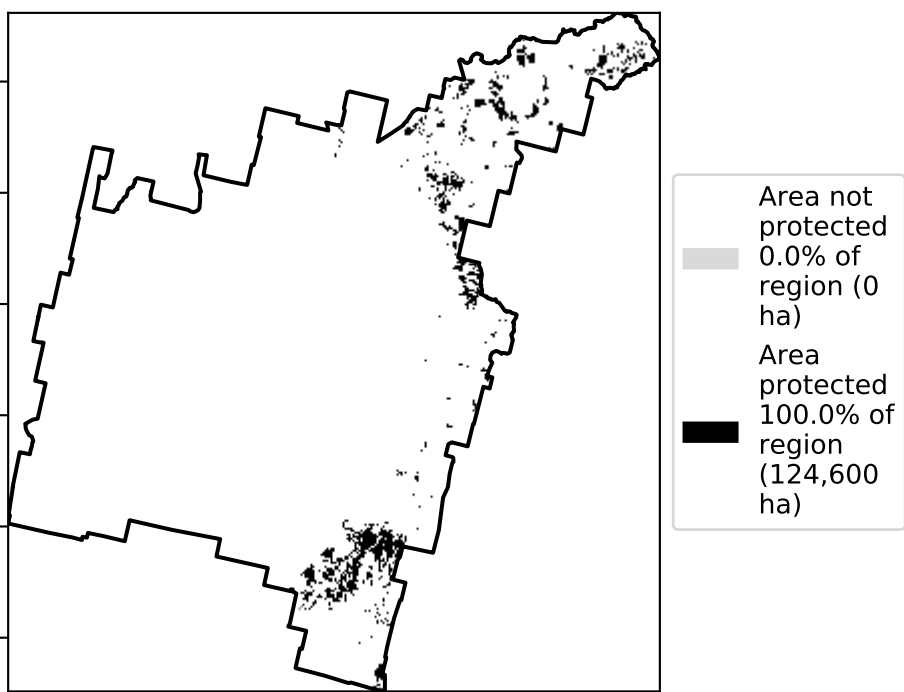 Area not
protected
0.0% of
region (0
ha)
Area
protected
100.0% of
region
(124,600
ha)